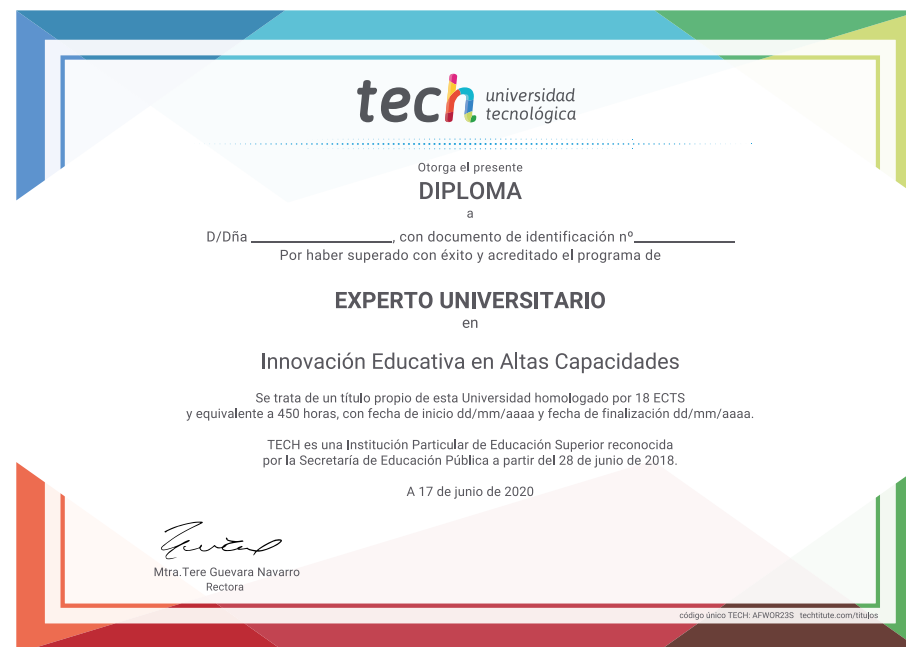 tech universidad
tecnológica
Otorga el presente
DIPLOMA
a
D/Dña ____________________, con documento de identificación nº______________
Por haber superado con éxito y acreditado el programa de
EXPERTO UNIVERSITARIO
en
Innovación Educativa en Altas Capacidades
Se trata de un título propio de esta Universidad homologado por 18 ECTS
y equivalente a 450 horas, con fecha de inicio dd/mm/aaaa y fecha de finalización dd/mm/aaaa.
TECH es una Institución Particular de Educación Superior reconocida
por la Secretaría de Educación Pública a partir del 28 de junio de 2018.
A 17 de junio de 2020
Mtra.Tere Guevara Navarro
Rectora
código único TECH: AFWOR23S techtitute.com/titulos